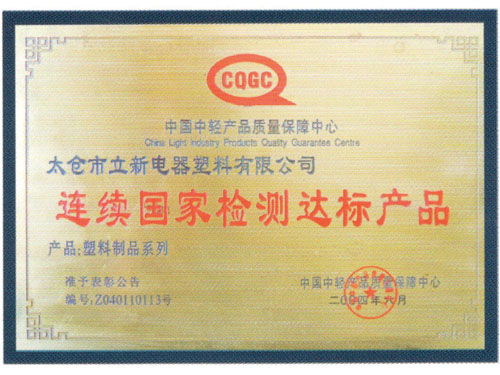 CQGC
中国中轻产品质量保障中心
China Light Industry Products Quality Guarantee Centre
太仓市立新电器塑料有限公司
连续国家检测达标产品
产品:塑料制品系列
准予表彰公告
编号:Z040110113号
中国中轻产品质量保障中心
二〇〇四年六月